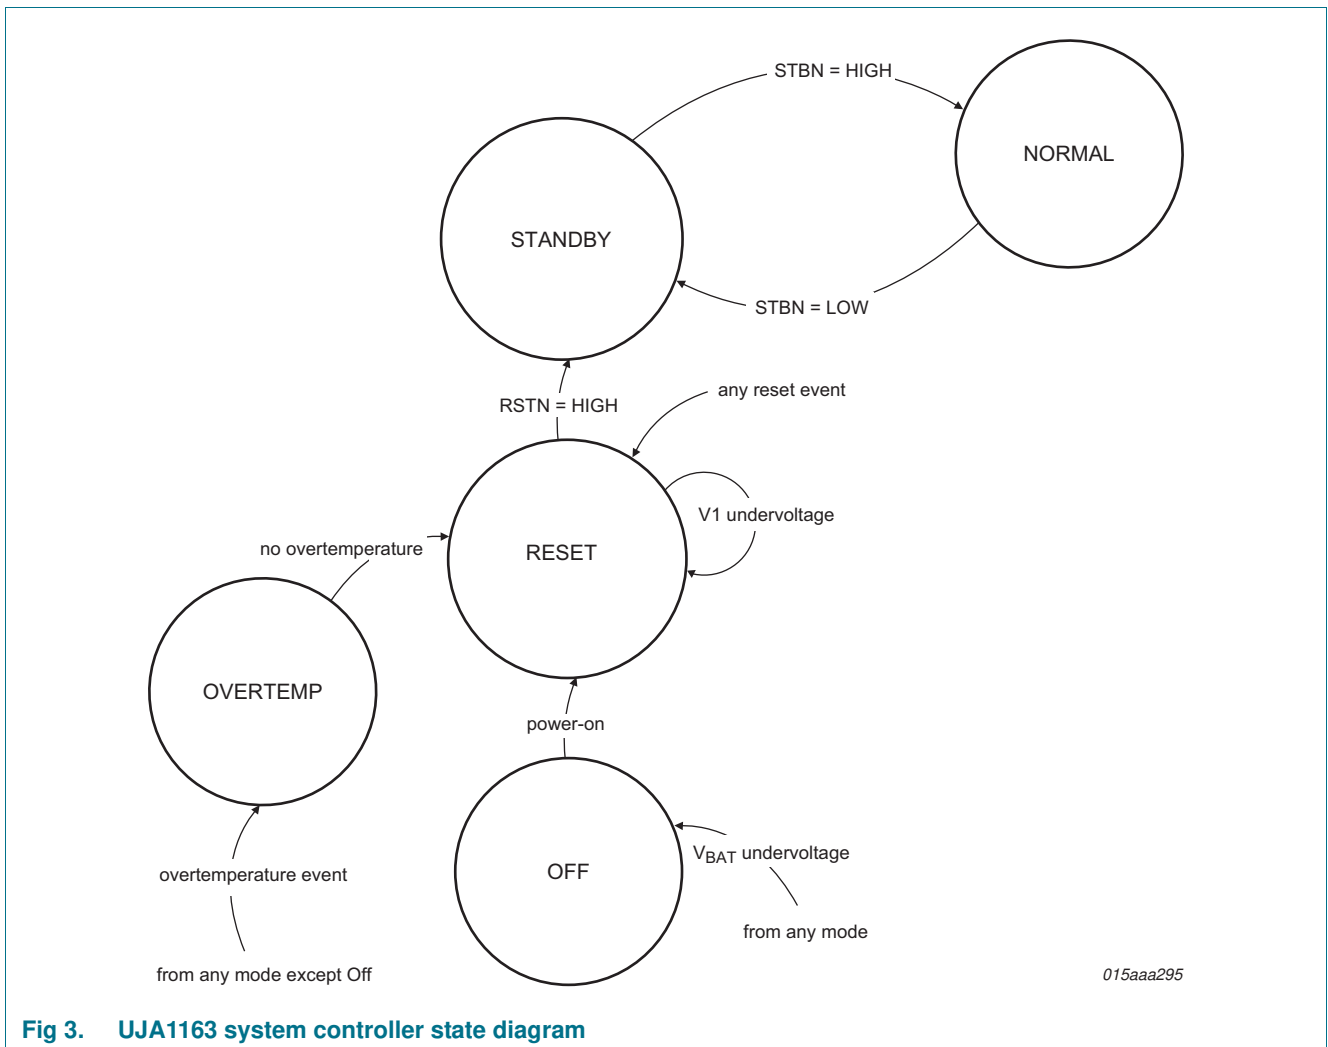 STBN = HIGH
NORMAL
STANDBY
STBN = LOW
any reset event
RSTN = HIGH
V1 undervoltage
no overtemperature
RESET
OVERTEMP
power-on
VBAT undervoltage
OFF
overtemperature event
from any mode
from any mode except Off
015aaa295
Fig 3. UJA1163 system controller state diagram